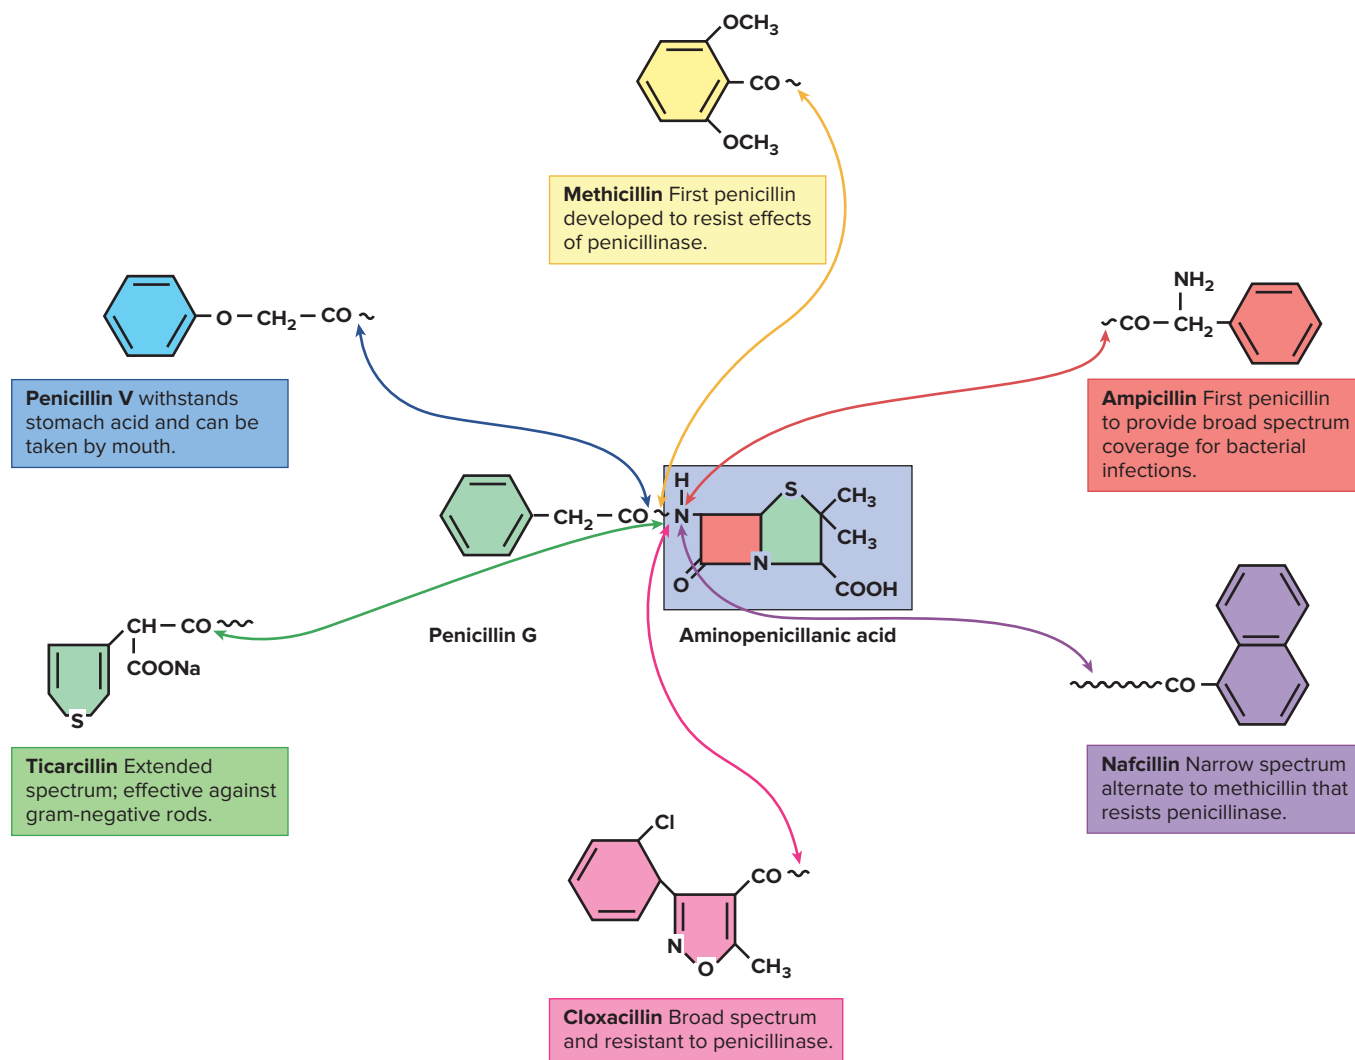 OCH₃
CO
OCH₃
Methicillin First penicillin
developed to resist effects
of penicillinase.
O — CH₂ — CO
Penicillin V withstands
stomach acid and can be
taken by mouth.
NH₂
CO — CH₂
Ampicillin First penicillin
to provide broad spectrum
coverage for bacterial
infections.
CH₂ — CO
H
N
S
CH₃
CH₃
N
O
COOH
Penicillin G
Aminopenicillanic acid
CH — CO
COONa
S
Ticarcillin Extended
spectrum; effective against
gram-negative rods.
CO
Nafcillin Narrow spectrum
alternate to methicillin that
resists penicillinase.
Cl
CO
N
O
CH₃
Cloxacillin Broad spectrum
and resistant to penicillinase.